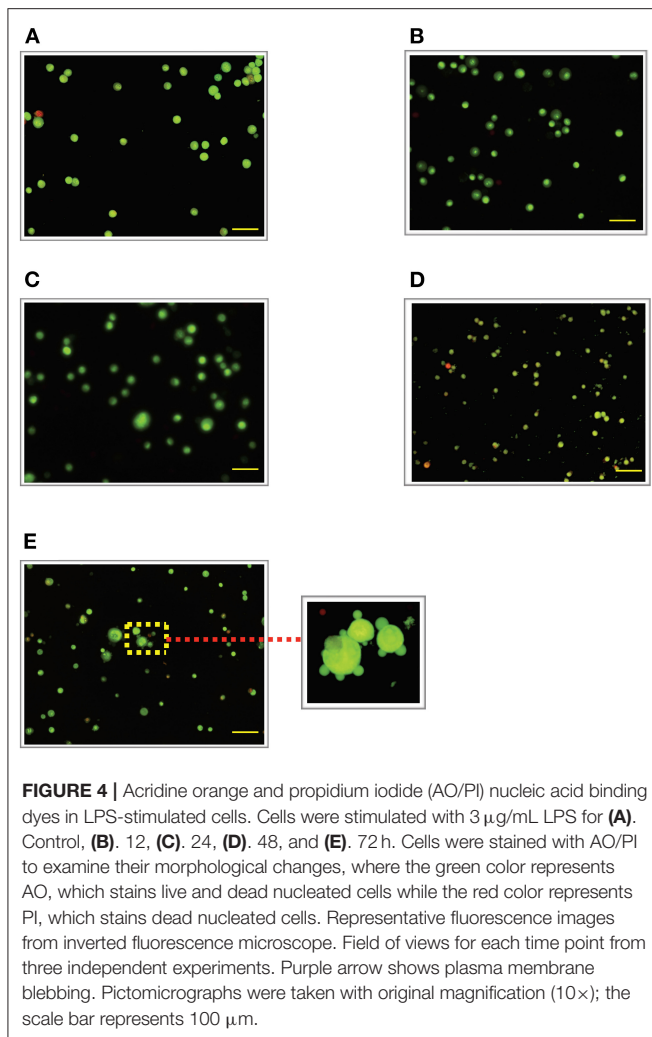 A
B
C
D
E
FIGURE 4 | Acridine orange and propidium iodide (AO/PI) nucleic acid binding
dyes in LPS-stimulated cells. Cells were stimulated with 3 μg/mL LPS for (A).
Control, (B). 12, (C). 24, (D). 48, and (E). 72 h. Cells were stained with AO/PI
to examine their morphological changes, where the green color represents
AO, which stains live and dead nucleated cells while the red color represents
PI, which stains dead nucleated cells. Representative fluorescence images
from inverted fluorescence microscope. Field of views for each time point from
three independent experiments. Purple arrow shows plasma membrane
blebbing. Pictomicrographs were taken with original magnification (10×); the
scale bar represents 100 μm.